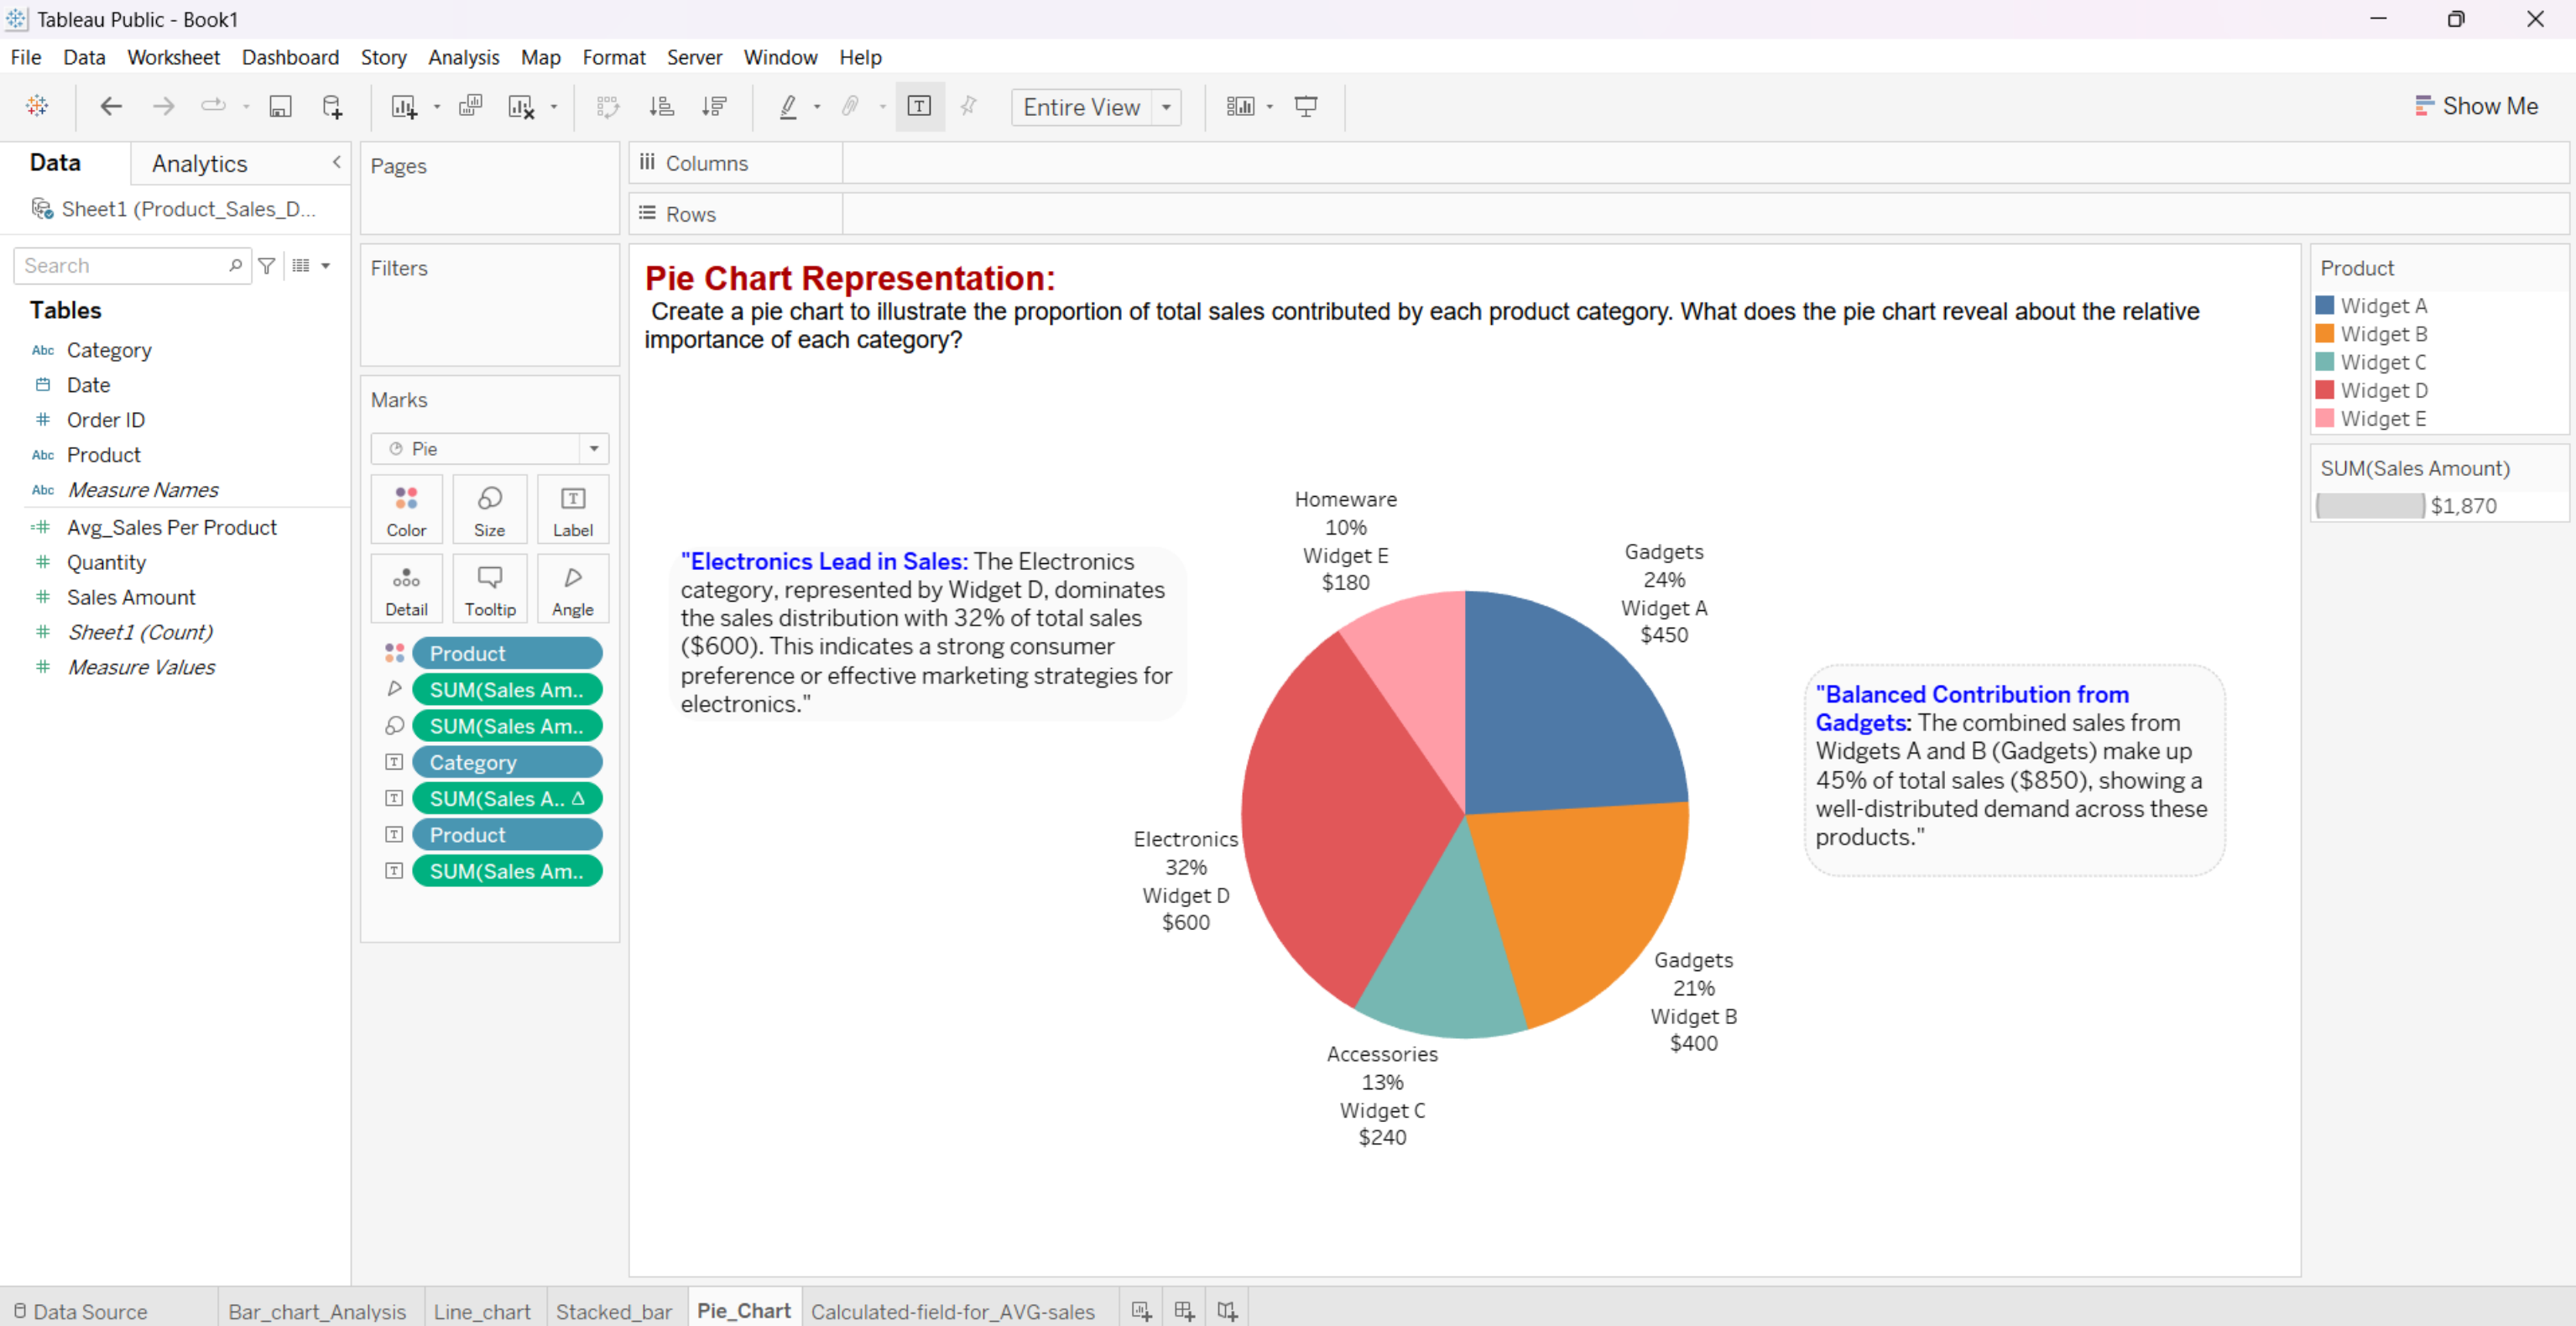 Tableau Public - Book1
File Data Worksheet Dashboard Story Analysis Map Format Server Window Help
Entire View
Show Me
Data Analytics
Sheet1 (Product_Sales_D...
Search
Tables
Abc Category
Date
# Order ID
Abc Product
Abc Measure Names
=# Avg_Sales Per Product
# Quantity
# Sales Amount
# Sheet1 (Count)
# Measure Values
Pages
Filters
Marks
Pie
Color Size Label
Detail Tooltip Angle
Product
SUM(Sales Am..
SUM(Sales Am..
T Category
T SUM(Sales A.. Δ
T Product
T SUM(Sales Am..
Columns
Rows
Pie Chart Representation:
Create a pie chart to illustrate the proportion of total sales contributed by each product category. What does the pie chart reveal about the relative
importance of each category?
"Electronics Lead in Sales: The Electronics
category, represented by Widget D, dominates
the sales distribution with 32% of total sales
($600). This indicates a strong consumer
preference or effective marketing strategies for
electronics."
Homeware
10%
Widget E
$180
Gadgets
24%
Widget A
$450
"Balanced Contribution from
Gadgets: The combined sales from
Widgets A and B (Gadgets) make up
45% of total sales ($850), showing a
well-distributed demand across these
products."
Electronics
32%
Widget D
$600
Gadgets
21%
Widget B
$400
Accessories
13%
Widget C
$240
Product
Widget A
Widget B
Widget C
Widget D
Widget E
SUM(Sales Amount)
$1,870
Data Source Bar_chart_Analysis Line_chart Stacked_bar Pie_Chart Calculated-field-for_AVG-sales